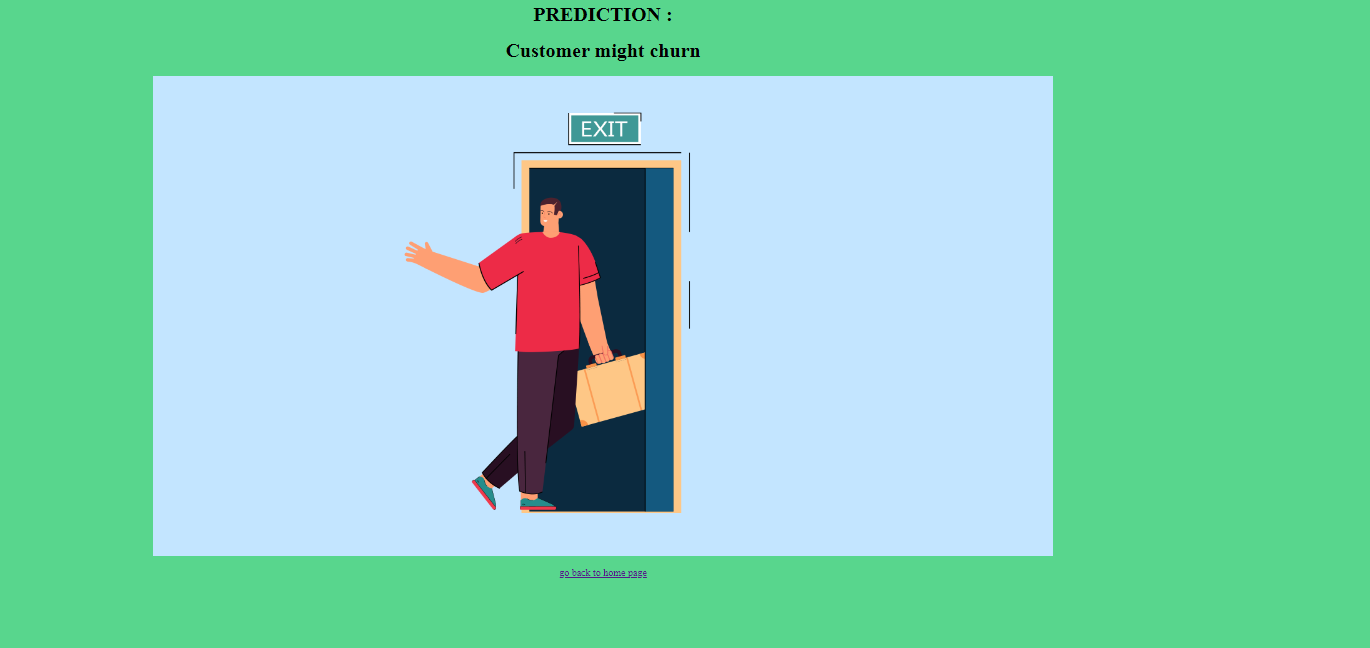 PREDICTION :
Customer might churn
EXIT
go back to home page